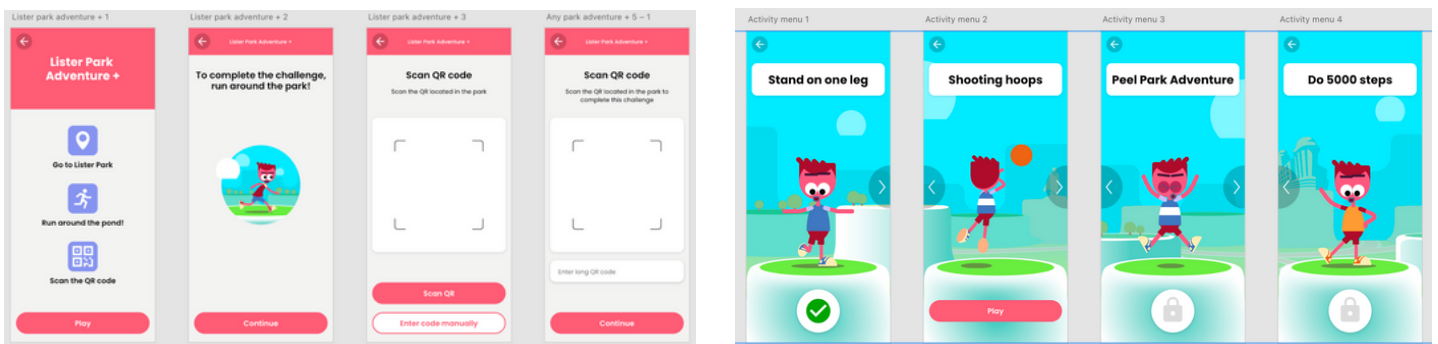 Lister park adventure + 1
Lister Park
Adventure +
Go to Lister Park
Run around the pond!
Scan the QR code
Play
Lister park adventure + 2
Lister Park Adventure +
To complete the challenge,
run around the park!
Continue
Lister park adventure + 3
Lister Park Adventure +
Scan QR code
Scan the QR located in the park
Scan QR
Enter code manually
Any park adventure + 5 – 1
Lister Park Adventure +
Scan QR code
Scan the QR located in the park to
complete this challenge
Enter long QR code
Continue
Activity menu 1
Stand on one leg
Activity menu 2
Shooting hoops
Play
Activity menu 3
Peel Park Adventure
Activity menu 4
Do 5000 steps